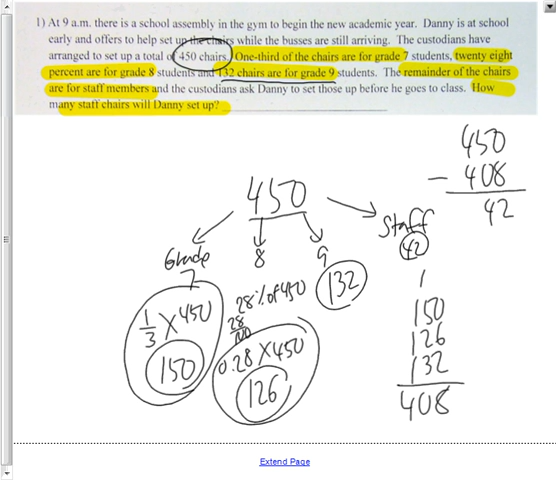 1) At 9 a.m. there is a school assembly in the gym to begin the new academic year. Danny is at school
early and offers to help set up the chairs while the busses are still arriving. The custodians have
arranged to set up a total of 450 chairs. One-third of the chairs are for grade 7 students, twenty eight
percent are for grade 8 students and 132 chairs are for grade 9 students. The remainder of the chairs
are for staff members and the custodians ask Danny to set those up before he goes to class. How
many staff chairs will Danny set up?
450
- 408
42
450
Grade 7
8
9
Staff
42
1/3 × 450
150
28% of 450
28/100
0.28 × 450
126
132
1
150
126
132
408
Extend Page